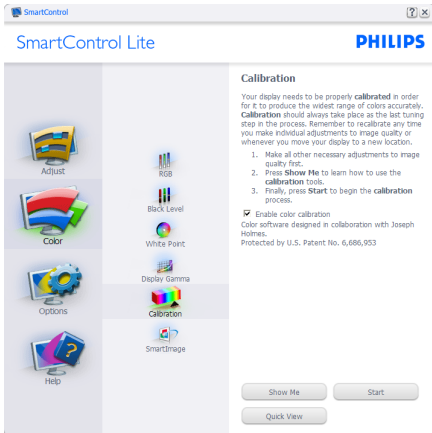 SmartControl
SmartControl Lite
PHILIPS
Adjust
Color
Options
Help
RGB
Black Level
White Point
Display Gamma
Calibration
SmartImage
Calibration
Your display needs to be properly calibrated in order
for it to produce the widest range of colors accurately.
Calibration should always take place as the last tuning
step in the process. Remember to recalibrate any time
you make individual adjustments to image quality or
whenever you move your display to a new location.
1. Make all other necessary adjustments to image
quality first.
2. Press Show Me to learn how to use the
calibration tools.
3. Finally, press Start to begin the calibration
process.
Enable color calibration
Color software designed in collaboration with Joseph
Holmes.
Protected by U.S. Patent No. 6,686,953
Show Me
Start
Quick View